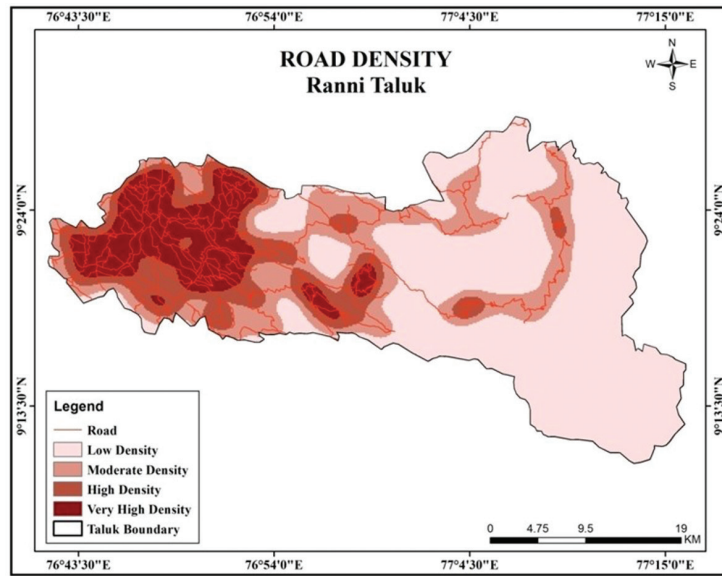 76°43'30"E 76°54'0"E 77°4'30"E 77°15'0"E
ROAD DENSITY
Ranni Taluk
N
W E
S
9°24'0"N 9°24'0"N
9°13'30"N 9°13'30"N
Legend
Road
Low Density
Moderate Density
High Density
Very High Density
Taluk Boundary
0 4.75 9.5 19
KM
76°43'30"E 76°54'0"E 77°4'30"E 77°15'0"E